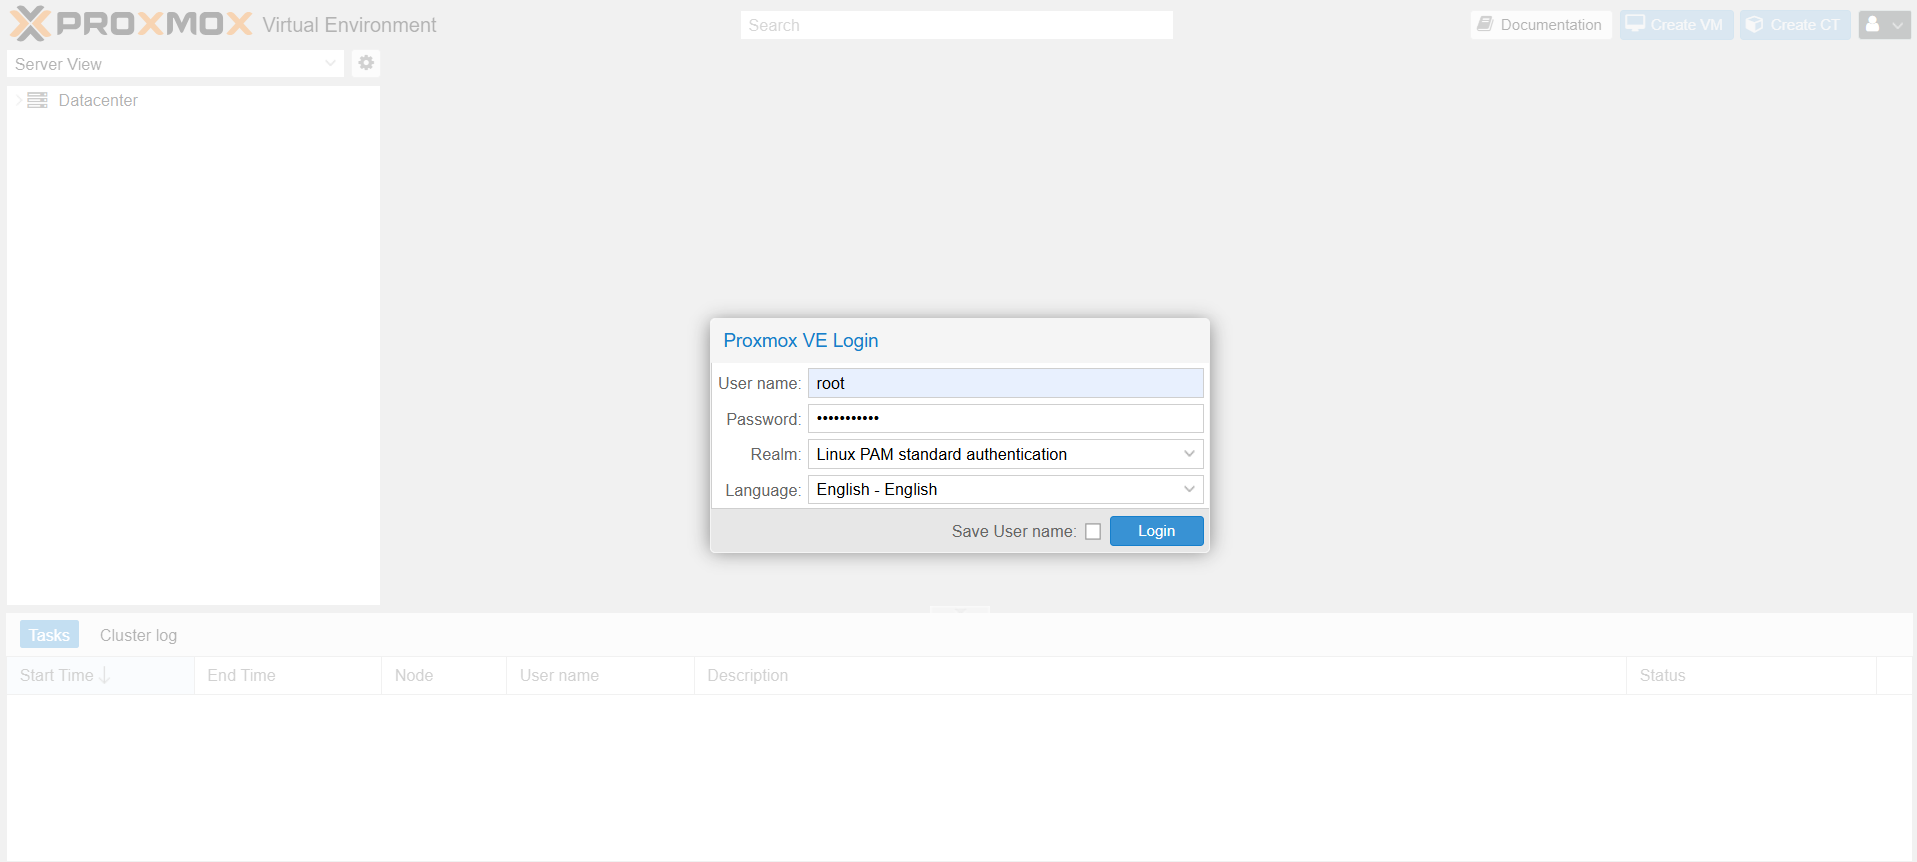 PROXMOX Virtual Environment
Search
Documentation
Create VM
Create CT
Server View
Datacenter
Proxmox VE Login
User name: root
Password: •••••••••••
Realm: Linux PAM standard authentication
Language: English - English
Save User name:
Login
Tasks
Cluster log
Start Time
End Time
Node
User name
Description
Status